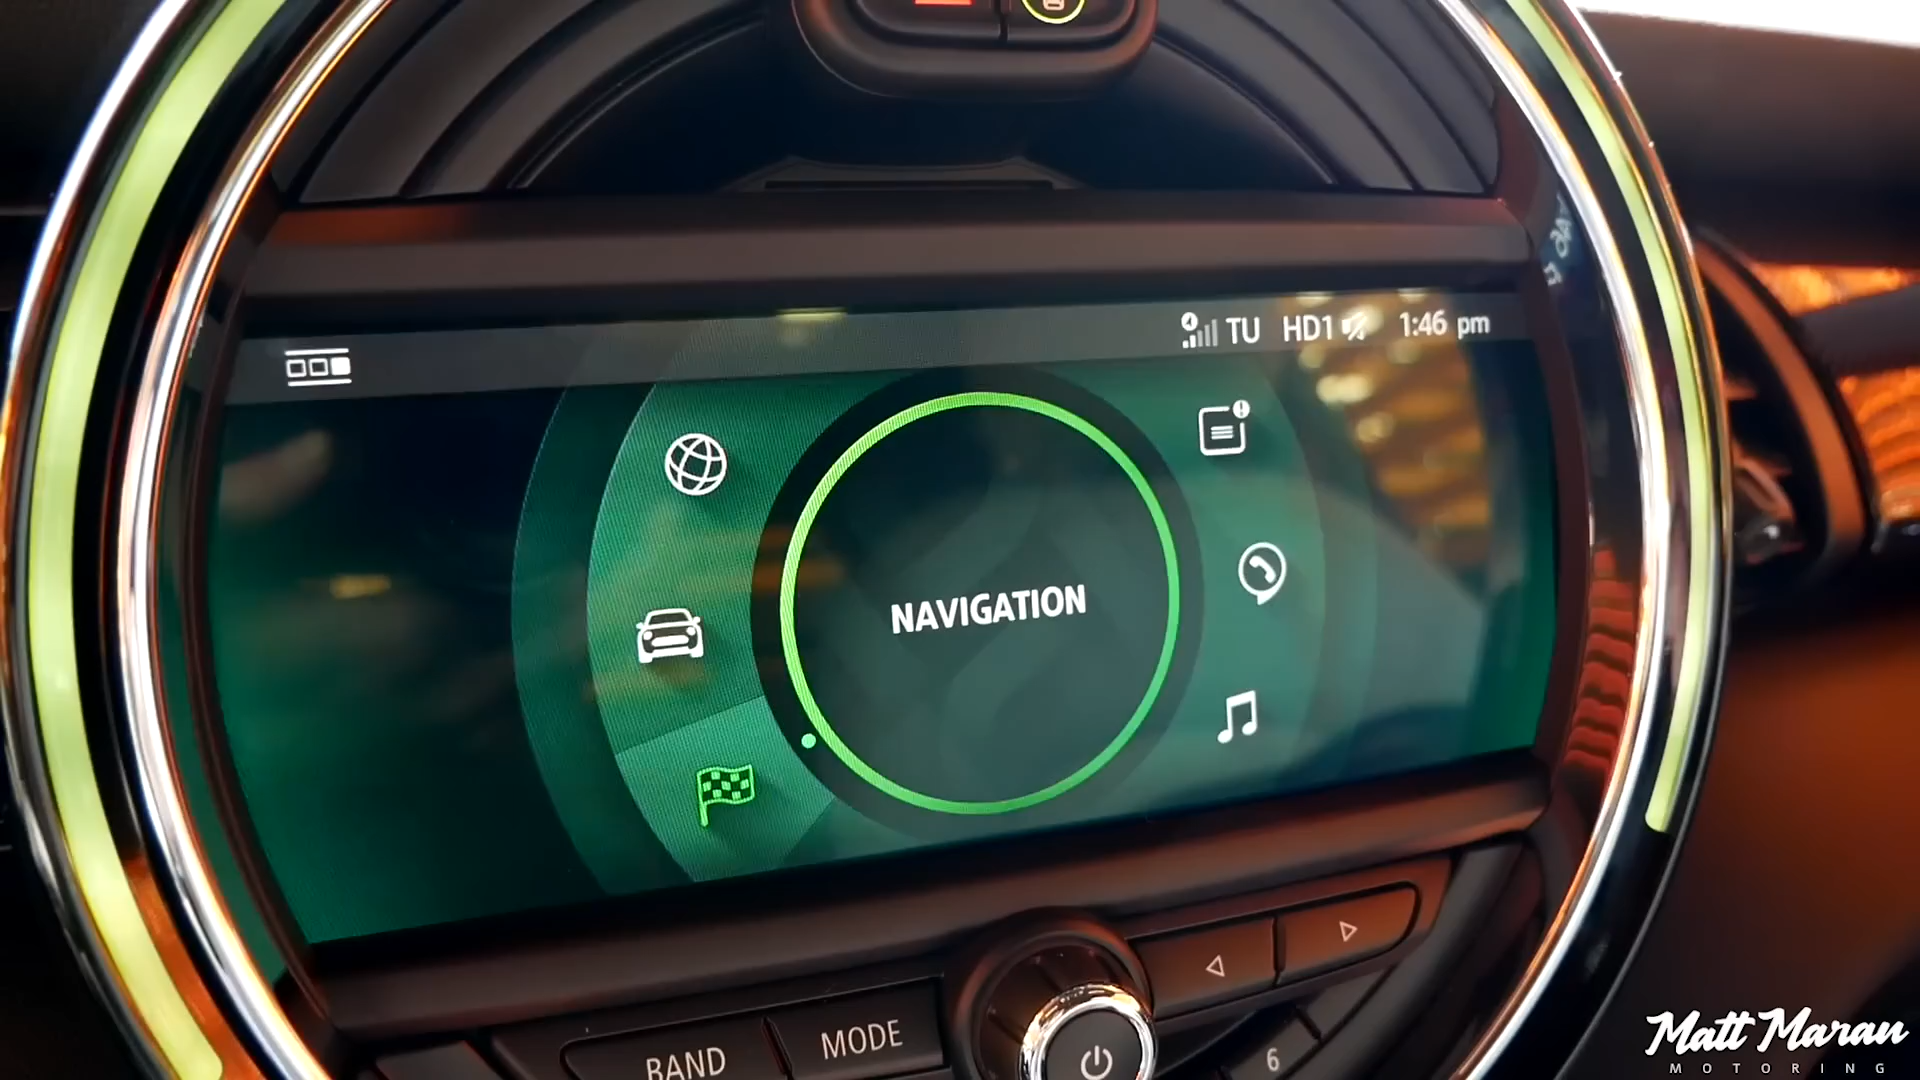 TU HD1 1:46 pm
NAVIGATION
BAND MODE
6
Matt Maran
MOTORING